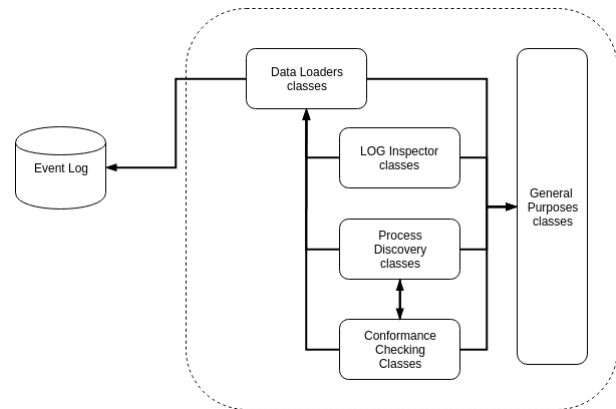 Data Loaders
classes
Event Log
LOG Inspector
classes
Process
Discovery
classes
Conformance
Checking
Classes
General
Purposes
classes